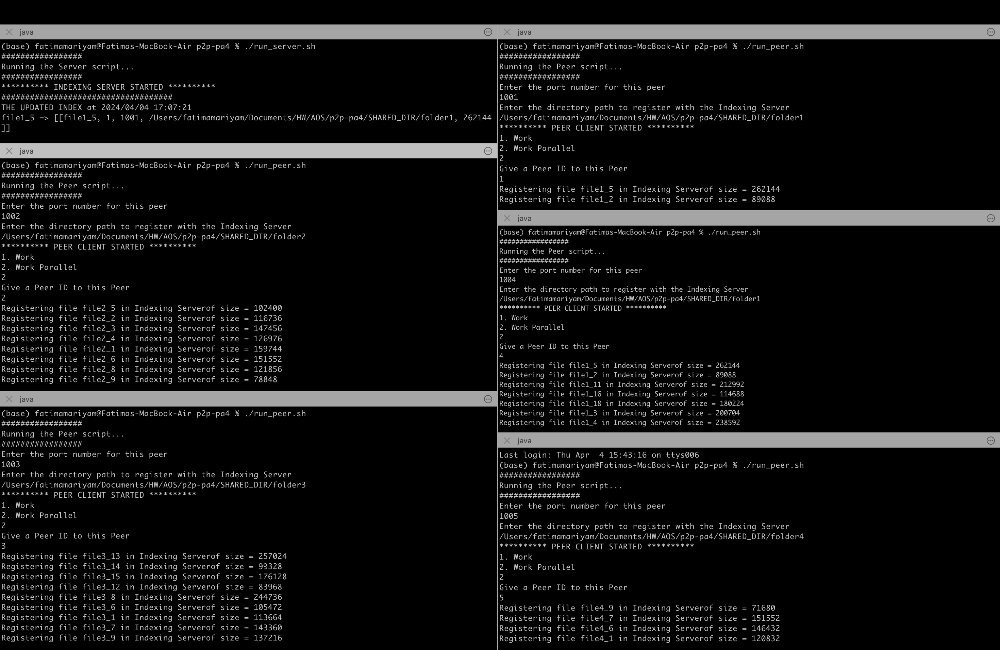 java
(base) fatimamariyam@Fatimas-MacBook-Air p2p-pa4 % ./run_server.sh
#################
Running the Server script...
#################
********** INDEXING SERVER STARTED **********
####################################
THE UPDATED INDEX at 2024/04/04 17:07:21
file1_5 => [[file1_5, 1, 1001, /Users/fatimamariyam/Documents/HW/AOS/p2p-pa4/SHARED_DIR/folder1, 262144
]]
java
(base) fatimamariyam@Fatimas-MacBook-Air p2p-pa4 % ./run_peer.sh
#################
Running the Peer script...
#################
Enter the port number for this peer
1002
Enter the directory path to register with the Indexing Server
/Users/fatimamariyam/Documents/HW/AOS/p2p-pa4/SHARED_DIR/folder2
********** PEER CLIENT STARTED **********
1. Work
2. Work Parallel
2
Give a Peer ID to this Peer
2
Registering file file2_5 in Indexing Serverof size = 102400
Registering file file2_2 in Indexing Serverof size = 116736
Registering file file2_3 in Indexing Serverof size = 147456
Registering file file2_4 in Indexing Serverof size = 126976
Registering file file2_1 in Indexing Serverof size = 159744
Registering file file2_6 in Indexing Serverof size = 151552
Registering file file2_8 in Indexing Serverof size = 121856
Registering file file2_9 in Indexing Serverof size = 78848
java
(base) fatimamariyam@Fatimas-MacBook-Air p2p-pa4 % ./run_peer.sh
#################
Running the Peer script...
#################
Enter the port number for this peer
1003
Enter the directory path to register with the Indexing Server
/Users/fatimamariyam/Documents/HW/AOS/p2p-pa4/SHARED_DIR/folder3
********** PEER CLIENT STARTED **********
1. Work
2. Work Parallel
2
Give a Peer ID to this Peer
3
Registering file file3_13 in Indexing Serverof size = 257024
Registering file file3_14 in Indexing Serverof size = 99328
Registering file file3_15 in Indexing Serverof size = 176128
Registering file file3_12 in Indexing Serverof size = 83968
Registering file file3_8 in Indexing Serverof size = 244736
Registering file file3_6 in Indexing Serverof size = 105472
Registering file file3_1 in Indexing Serverof size = 113664
Registering file file3_7 in Indexing Serverof size = 143360
Registering file file3_9 in Indexing Serverof size = 137216
java
(base) fatimamariyam@Fatimas-MacBook-Air p2p-pa4 % ./run_peer.sh
#################
Running the Peer script...
#################
Enter the port number for this peer
1001
Enter the directory path to register with the Indexing Server
/Users/fatimamariyam/Documents/HW/AOS/p2p-pa4/SHARED_DIR/folder1
********** PEER CLIENT STARTED **********
1. Work
2. Work Parallel
2
Give a Peer ID to this Peer
1
Registering file file1_5 in Indexing Serverof size = 262144
Registering file file1_2 in Indexing Serverof size = 89088
java
(base) fatimamariyam@Fatimas-MacBook-Air p2p-pa4 % ./run_peer.sh
#################
Running the Peer script...
#################
Enter the port number for this peer
1004
Enter the directory path to register with the Indexing Server
/Users/fatimamariyam/Documents/HW/AOS/p2p-pa4/SHARED_DIR/folder1
********** PEER CLIENT STARTED **********
1. Work
2. Work Parallel
2
Give a Peer ID to this Peer
4
Registering file file1_5 in Indexing Serverof size = 262144
Registering file file1_2 in Indexing Serverof size = 89088
Registering file file1_11 in Indexing Serverof size = 212992
Registering file file1_16 in Indexing Serverof size = 114688
Registering file file1_18 in Indexing Serverof size = 180224
Registering file file1_3 in Indexing Serverof size = 200704
Registering file file1_4 in Indexing Serverof size = 238592
java
Last login: Thu Apr  4 15:43:16 on ttys006
(base) fatimamariyam@Fatimas-MacBook-Air p2p-pa4 % ./run_peer.sh
#################
Running the Peer script...
#################
Enter the port number for this peer
1005
Enter the directory path to register with the Indexing Server
/Users/fatimamariyam/Documents/HW/AOS/p2p-pa4/SHARED_DIR/folder4
********** PEER CLIENT STARTED **********
1. Work
2. Work Parallel
2
Give a Peer ID to this Peer
5
Registering file file4_9 in Indexing Serverof size = 71680
Registering file file4_7 in Indexing Serverof size = 151552
Registering file file4_6 in Indexing Serverof size = 146432
Registering file file4_1 in Indexing Serverof size = 120832